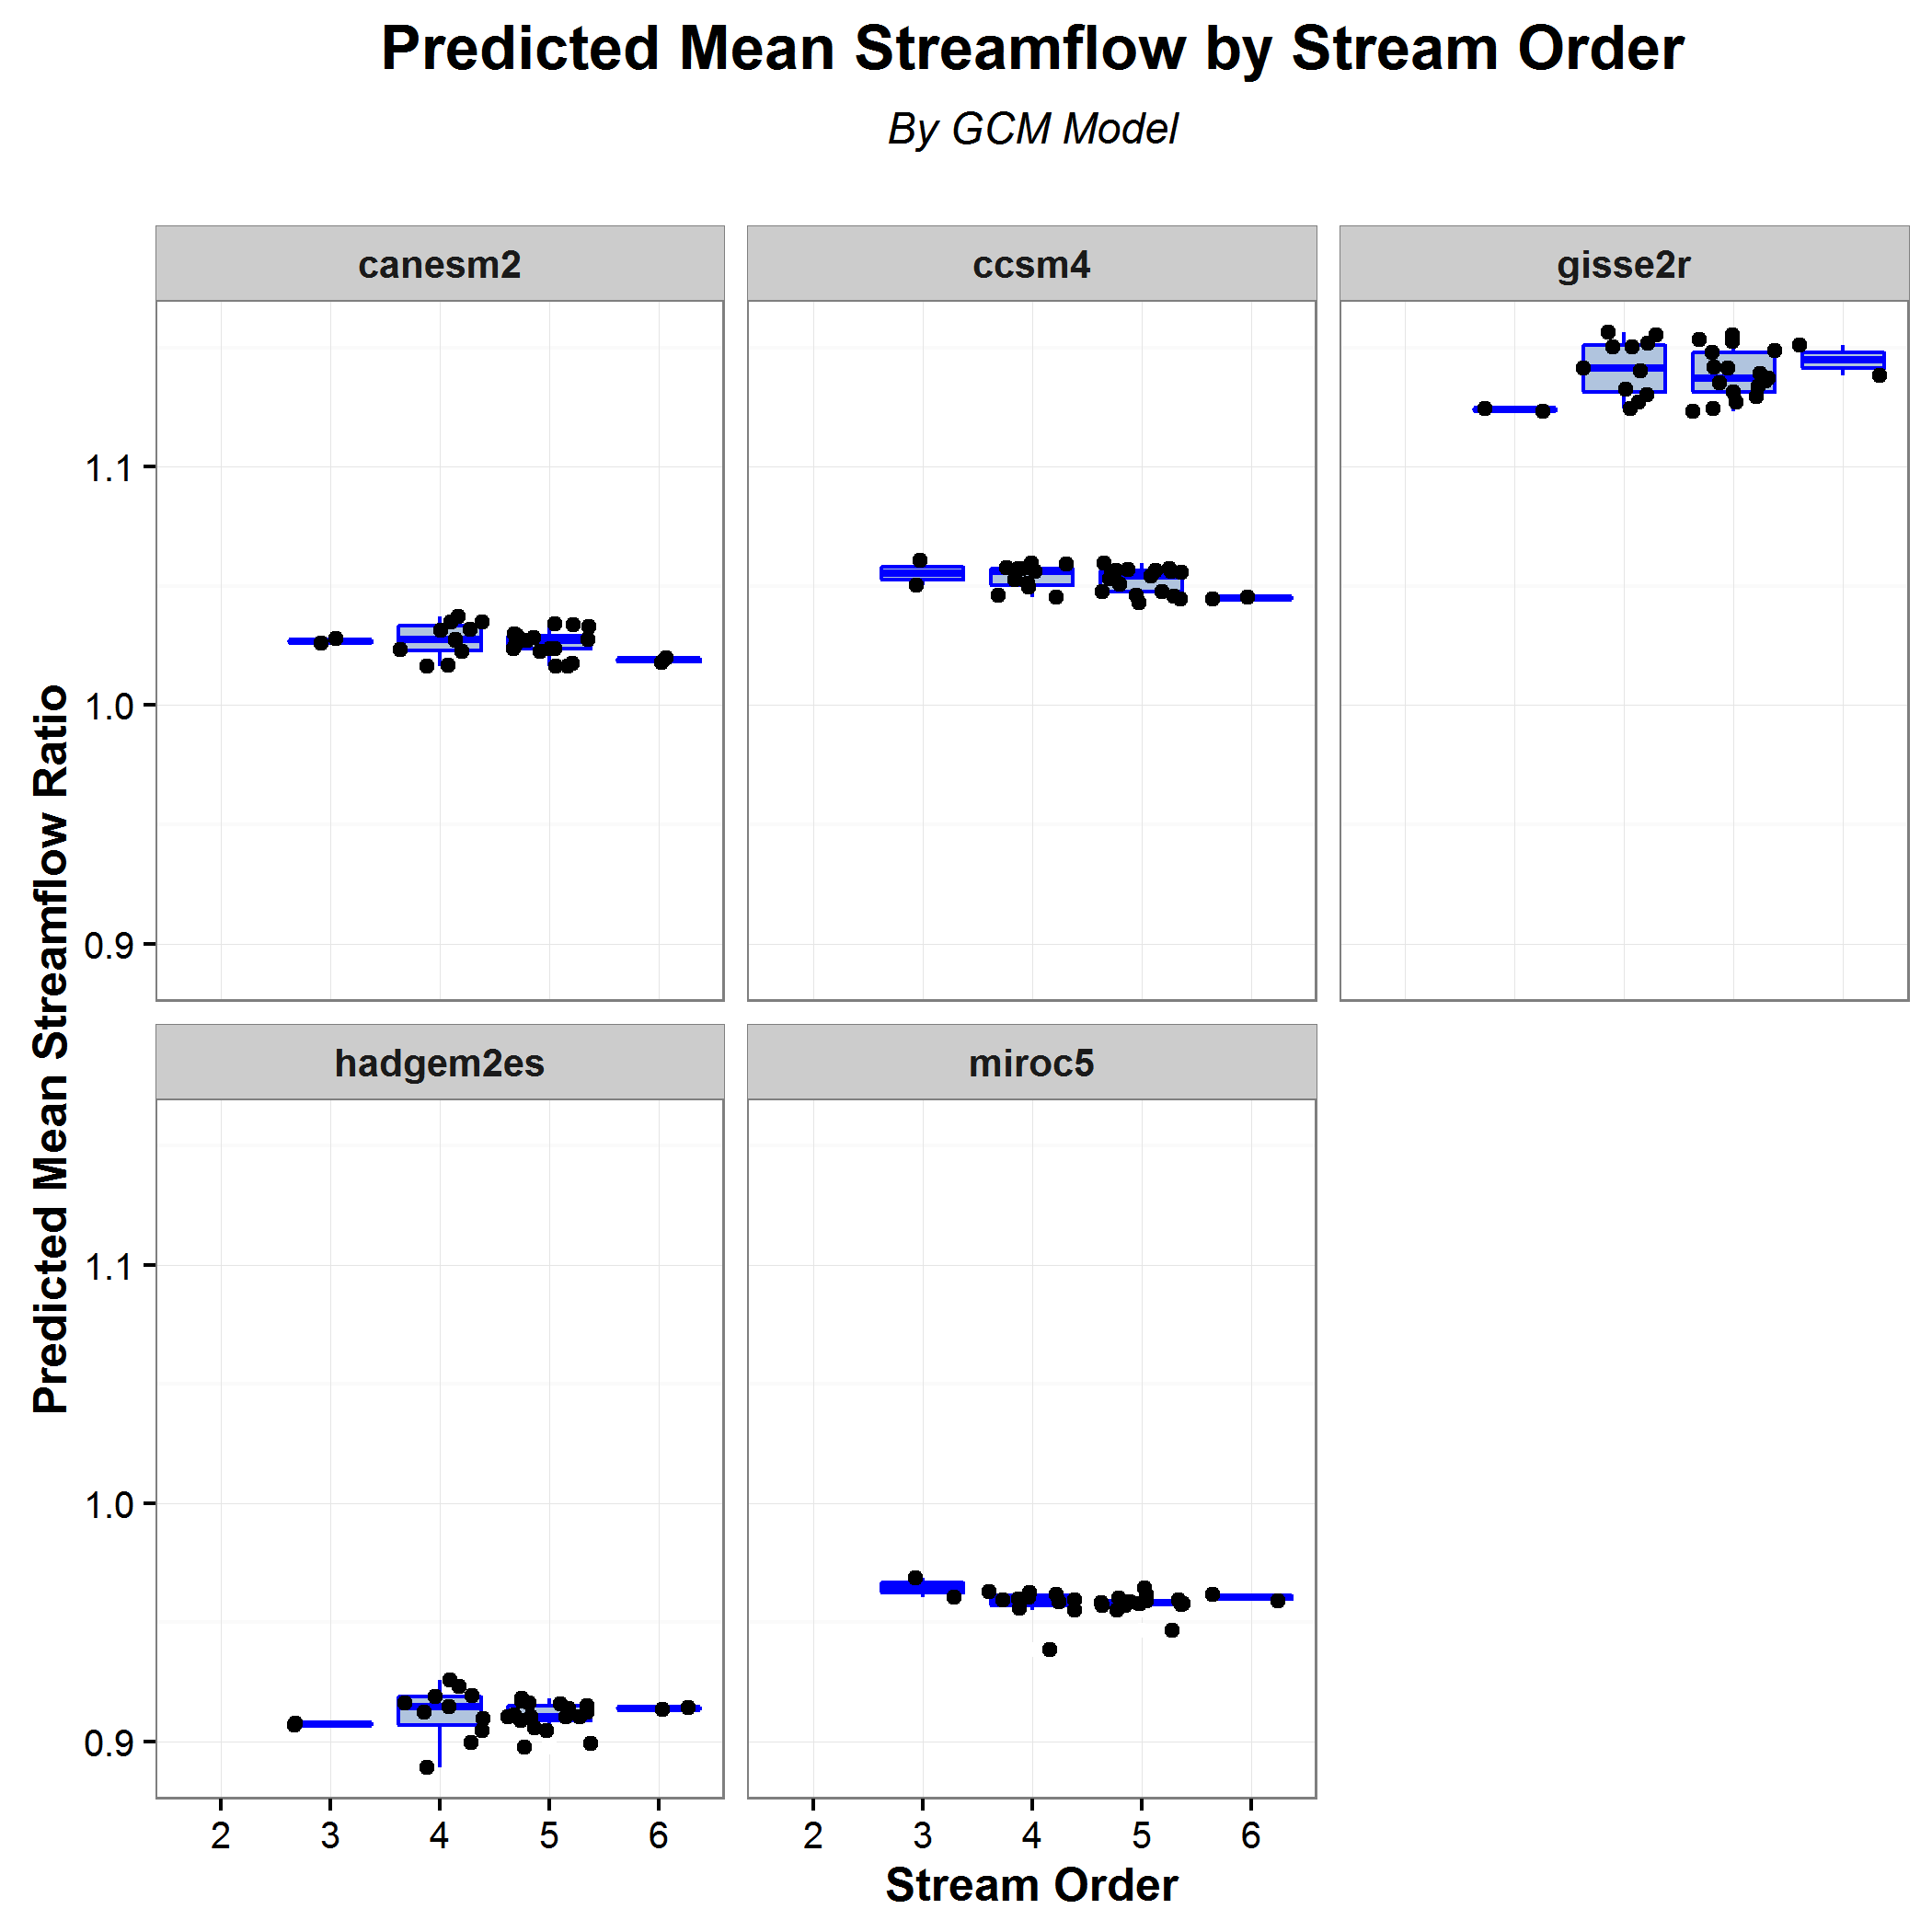 Predicted Mean Streamflow by Stream Order
By GCM Model
canesm2
ccsm4
gisse2r
1.1
1.0
0.9
Predicted Mean Streamflow Ratio
hadgem2es
miroc5
1.1
1.0
0.9
2 3 4 5 6
2 3 4 5 6
Stream Order